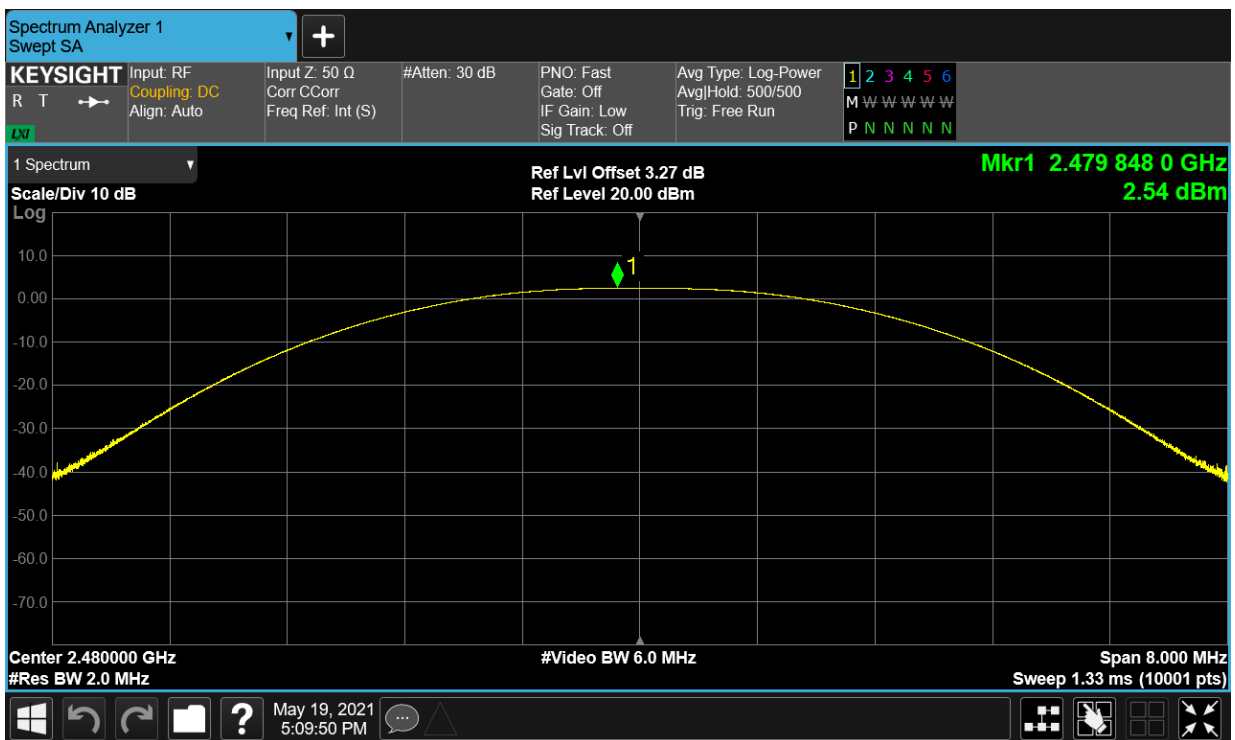 Spectrum Analyzer 1
Swept SA
KEYSIGHT
R T
LXI
Input: RF
Coupling: DC
Align: Auto
Input Z: 50 Ω
Corr CCorr
Freq Ref: Int (S)
#Atten: 30 dB
PNO: Fast
Gate: Off
IF Gain: Low
Sig Track: Off
Avg Type: Log-Power
Avg|Hold: 500/500
Trig: Free Run
1 2 3 4 5 6
M W W W W W
P N N N N N
1 Spectrum
Scale/Div 10 dB
Log
Ref Lvl Offset 3.27 dB
Ref Level 20.00 dBm
Mkr1 2.479 848 0 GHz
2.54 dBm
1
10.0
0.00
-10.0
-20.0
-30.0
-40.0
-50.0
-60.0
-70.0
Center 2.480000 GHz
#Res BW 2.0 MHz
#Video BW 6.0 MHz
Span 8.000 MHz
Sweep 1.33 ms (10001 pts)
?
May 19, 2021
5:09:50 PM